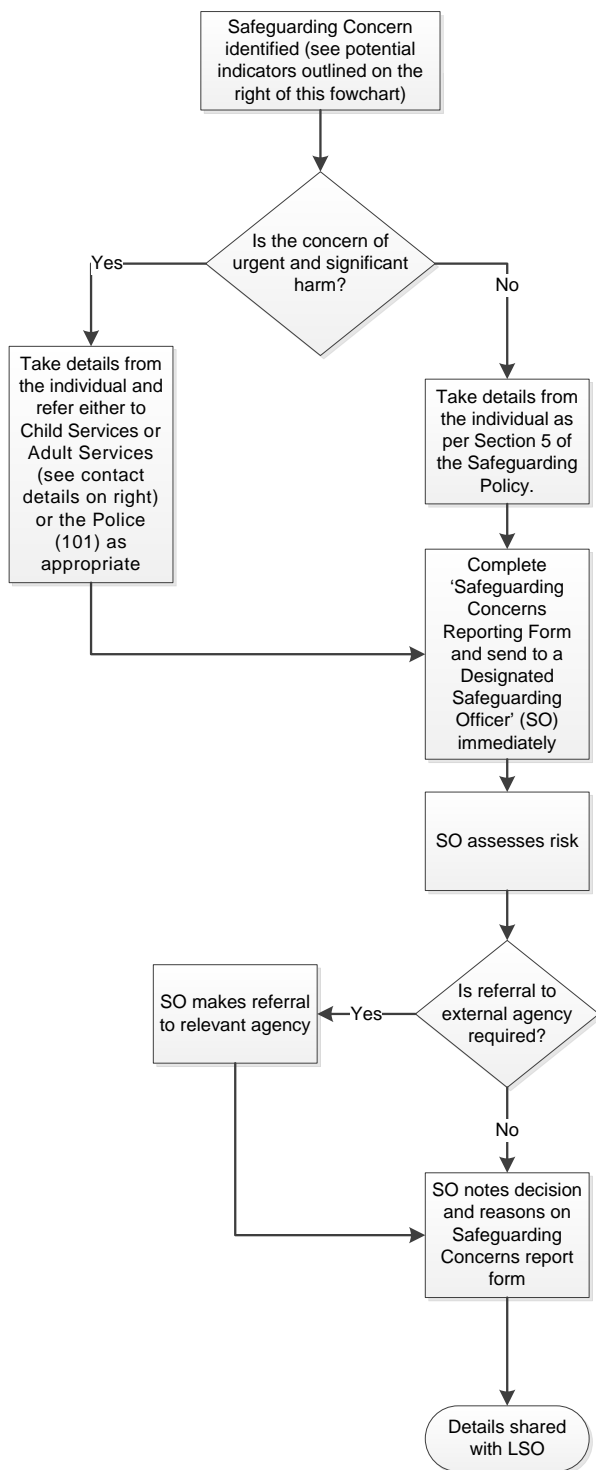 Safeguarding Concern
identified (see potential
indicators outlined on the
right of this fowchart)
Is the concern of
urgent and significant
harm?
Yes
No
Take details from
the individual and
refer either to
Child Services or
Adult Services
(see contact
details on right)
or the Police
(101) as
appropriate
Take details from
the individual as
per Section 5 of
the Safeguarding
Policy.
Complete
‘Safeguarding
Concerns
Reporting Form
and send to a
Designated
Safeguarding
Officer’ (SO)
immediately
SO assesses risk
Is referral to
external agency
required?
Yes
SO makes referral
to relevant agency
No
SO notes decision
and reasons on
Safeguarding
Concerns report
form
Details shared
with LSO